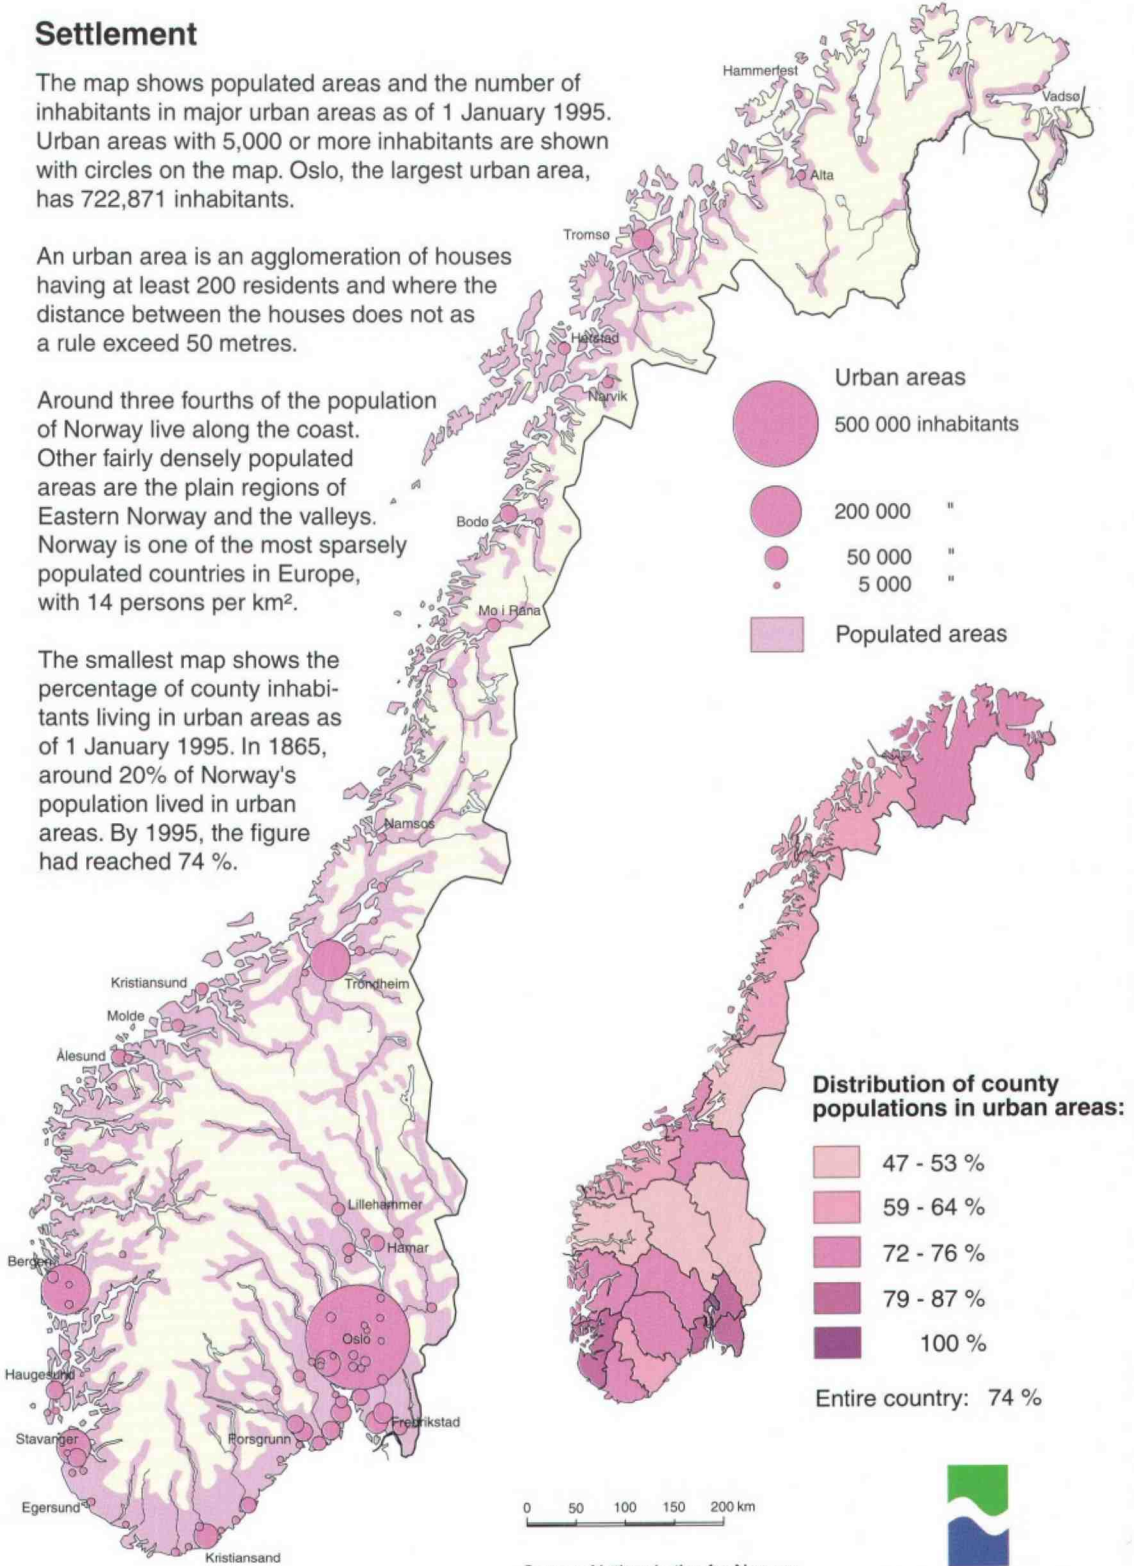 Settlement
The map shows populated areas and the number of
inhabitants in major urban areas as of 1 January 1995.
Urban areas with 5,000 or more inhabitants are shown
with circles on the map. Oslo, the largest urban area,
has 722,871 inhabitants.
An urban area is an agglomeration of houses
having at least 200 residents and where the
distance between the houses does not as
a rule exceed 50 metres.
Around three fourths of the population
of Norway live along the coast.
Other fairly densely populated
areas are the plain regions of
Eastern Norway and the valleys.
Norway is one of the most sparsely
populated countries in Europe,
with 14 persons per km².
The smallest map shows the
percentage of county inhabi-
tants living in urban areas as
of 1 January 1995. In 1865,
around 20% of Norway's
population lived in urban
areas. By 1995, the figure
had reached 74 %.
Hammerfest
Vadsø
Alta
Tromsø
Harstad
Narvik
Bodø
Mo i Rana
Namsos
Kristiansund
Trondheim
Molde
Ålesund
Lillehammer
Hamar
Bergen
Oslo
Haugesund
Fredrikstad
Stavanger
Porsgrunn
Egersund
Kristiansand
Urban areas
500 000 inhabitants
200 000 "
50 000 "
5 000 "
Populated areas
Distribution of county
populations in urban areas:
47 - 53 %
59 - 64 %
72 - 76 %
79 - 87 %
100 %
Entire country: 74 %
0 50 100 150 200 km